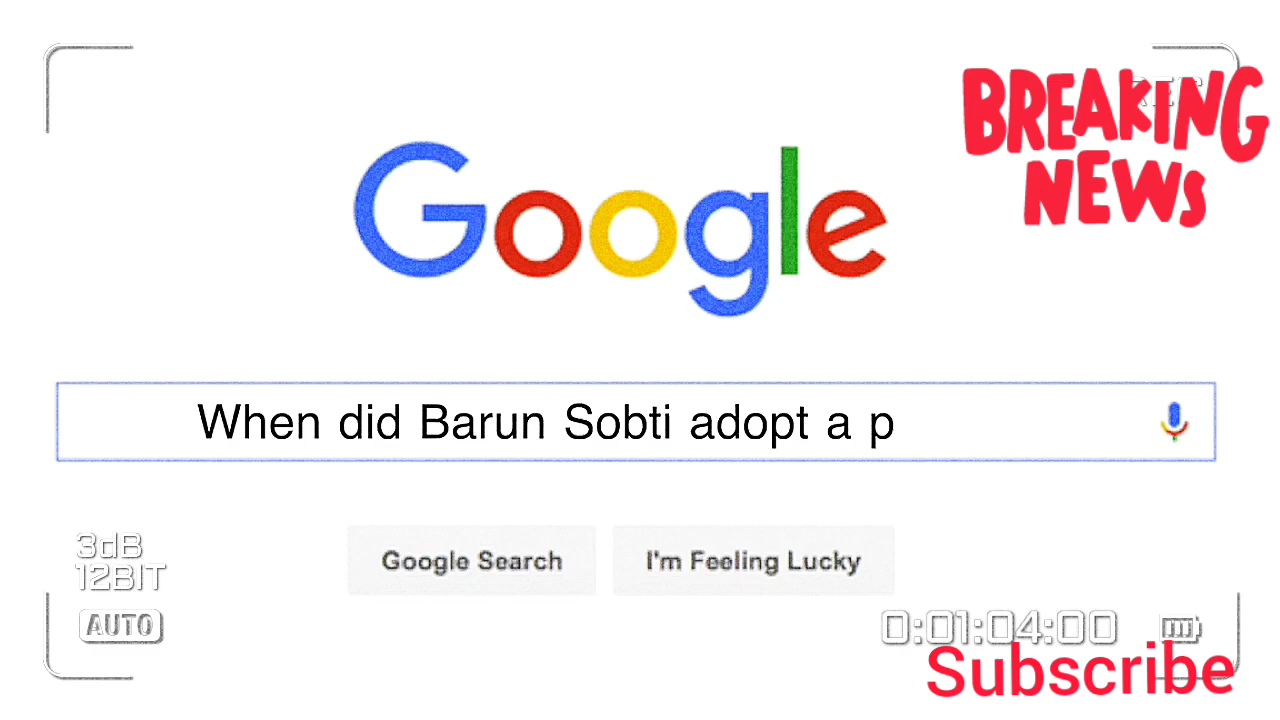 BREAKING
NEWS
Google
When did Barun Sobti adopt a p
Google Search
I'm Feeling Lucky
3dB
12BIT
AUTO
0:01:04:00
Subscribe